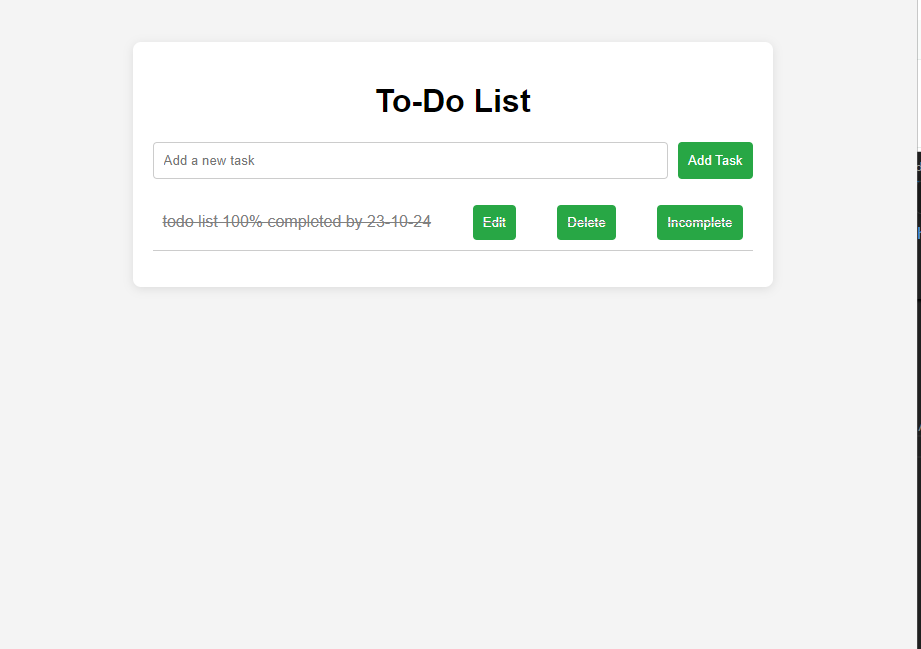 To-Do List
Add a new task
Add Task
todo list 100% completed by 23-10-24
Edit
Delete
Incomplete